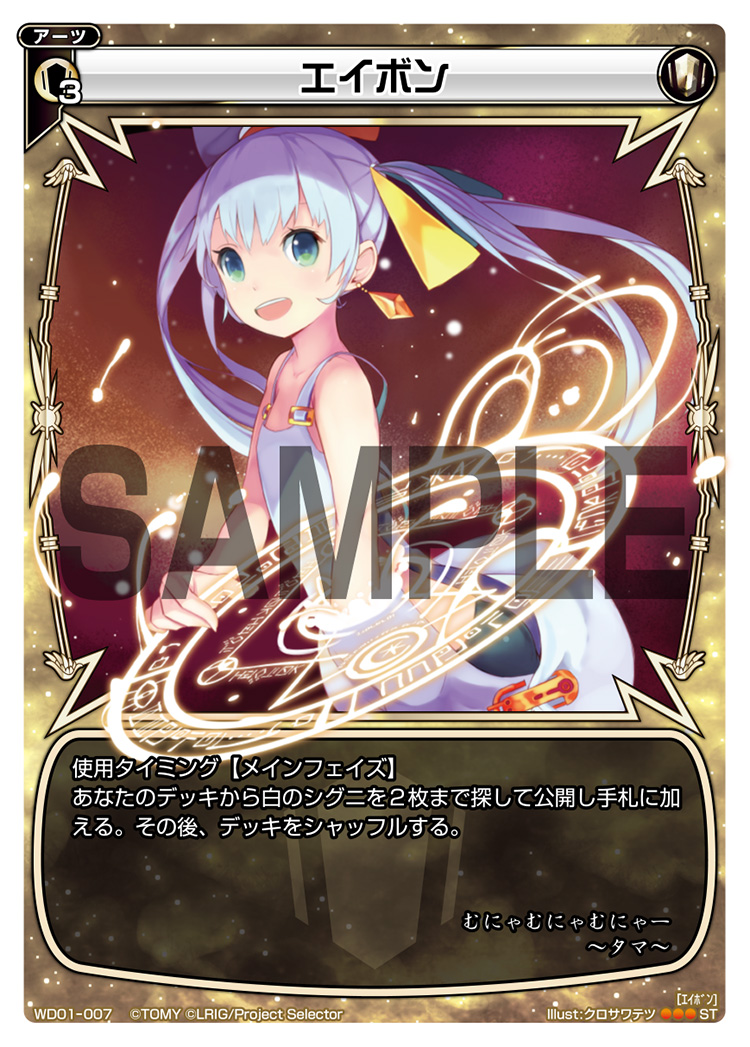 アーツ
3
エイボン
SAMPLE
使用タイミング【メインフェイズ】
あなたのデッキから白のシグニを２枚まで探して公開し手札に加
える。その後、デッキをシャッフルする。
むにゃむにゃむにゃー
～タマ～
[ｴｲﾎﾞﾝ]
WD01-007 ©TOMY ©LRIG/Project Selector Illust:クロサワテツ ST